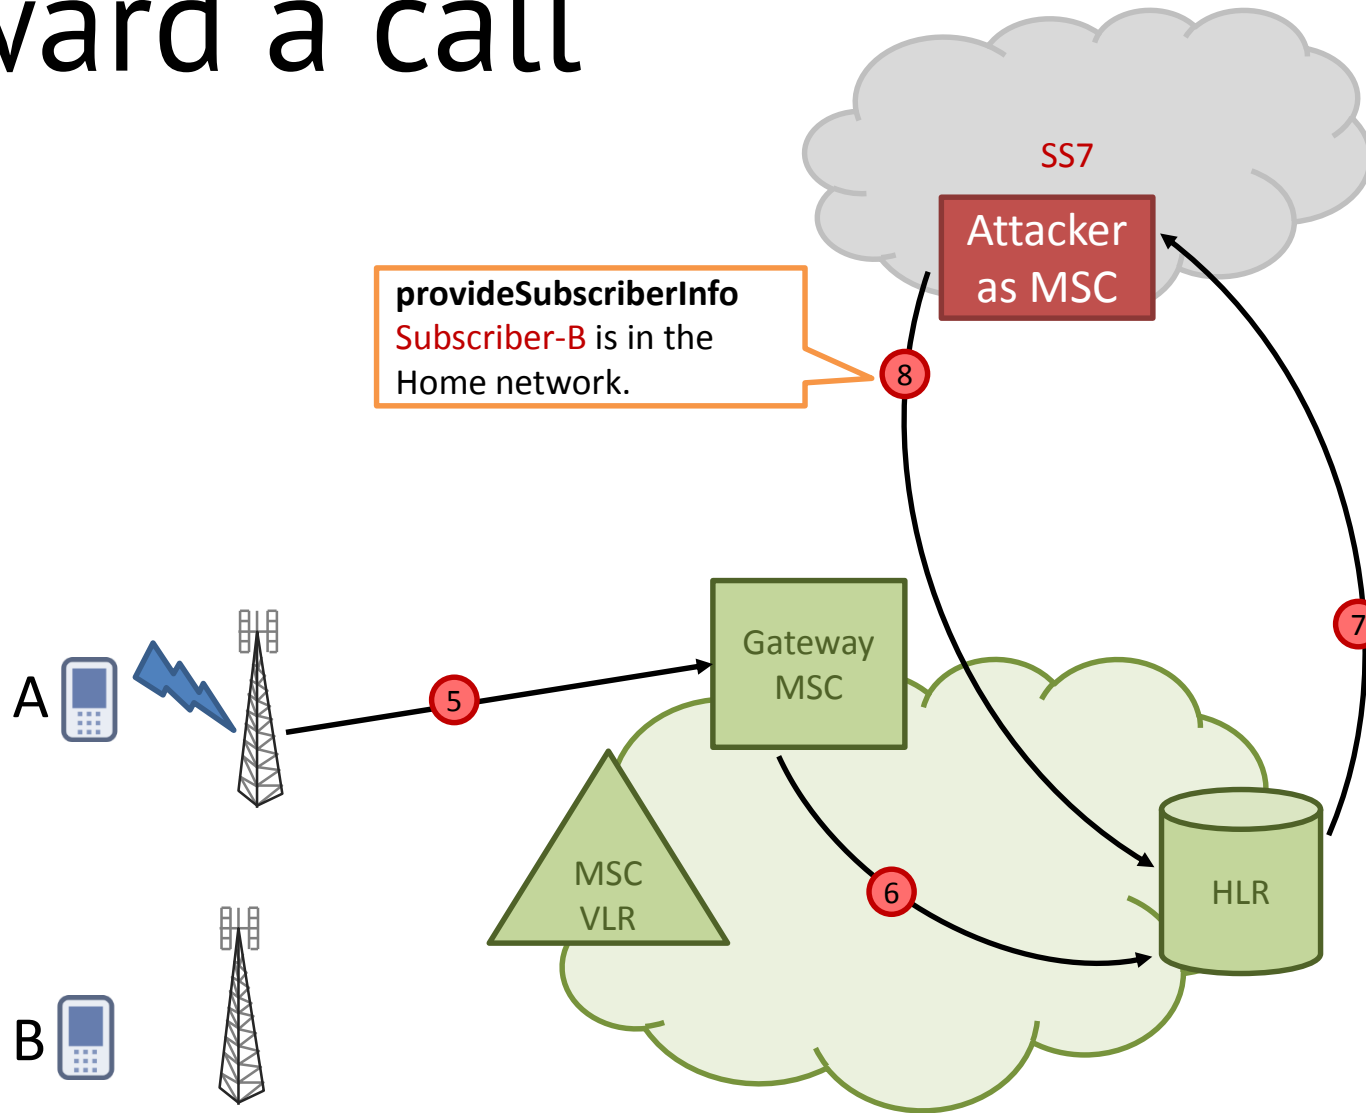 ward a call
SS7
Attacker
as MSC
provideSubscriberInfo
Subscriber-B is in the
Home network.
8
7
Gateway
MSC
A
5
MSC
VLR
6
HLR
B